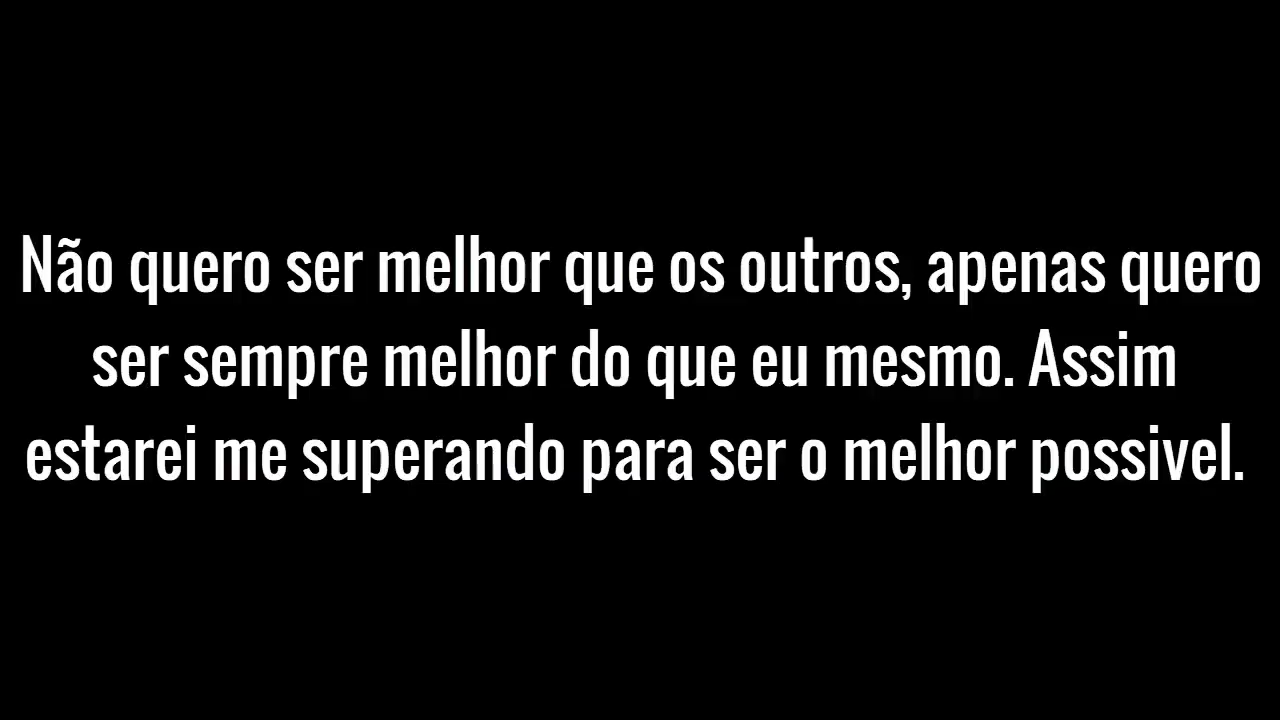 Não quero ser melhor que os outros, apenas quero
ser sempre melhor do que eu mesmo. Assim
estarei me superando para ser o melhor possivel.